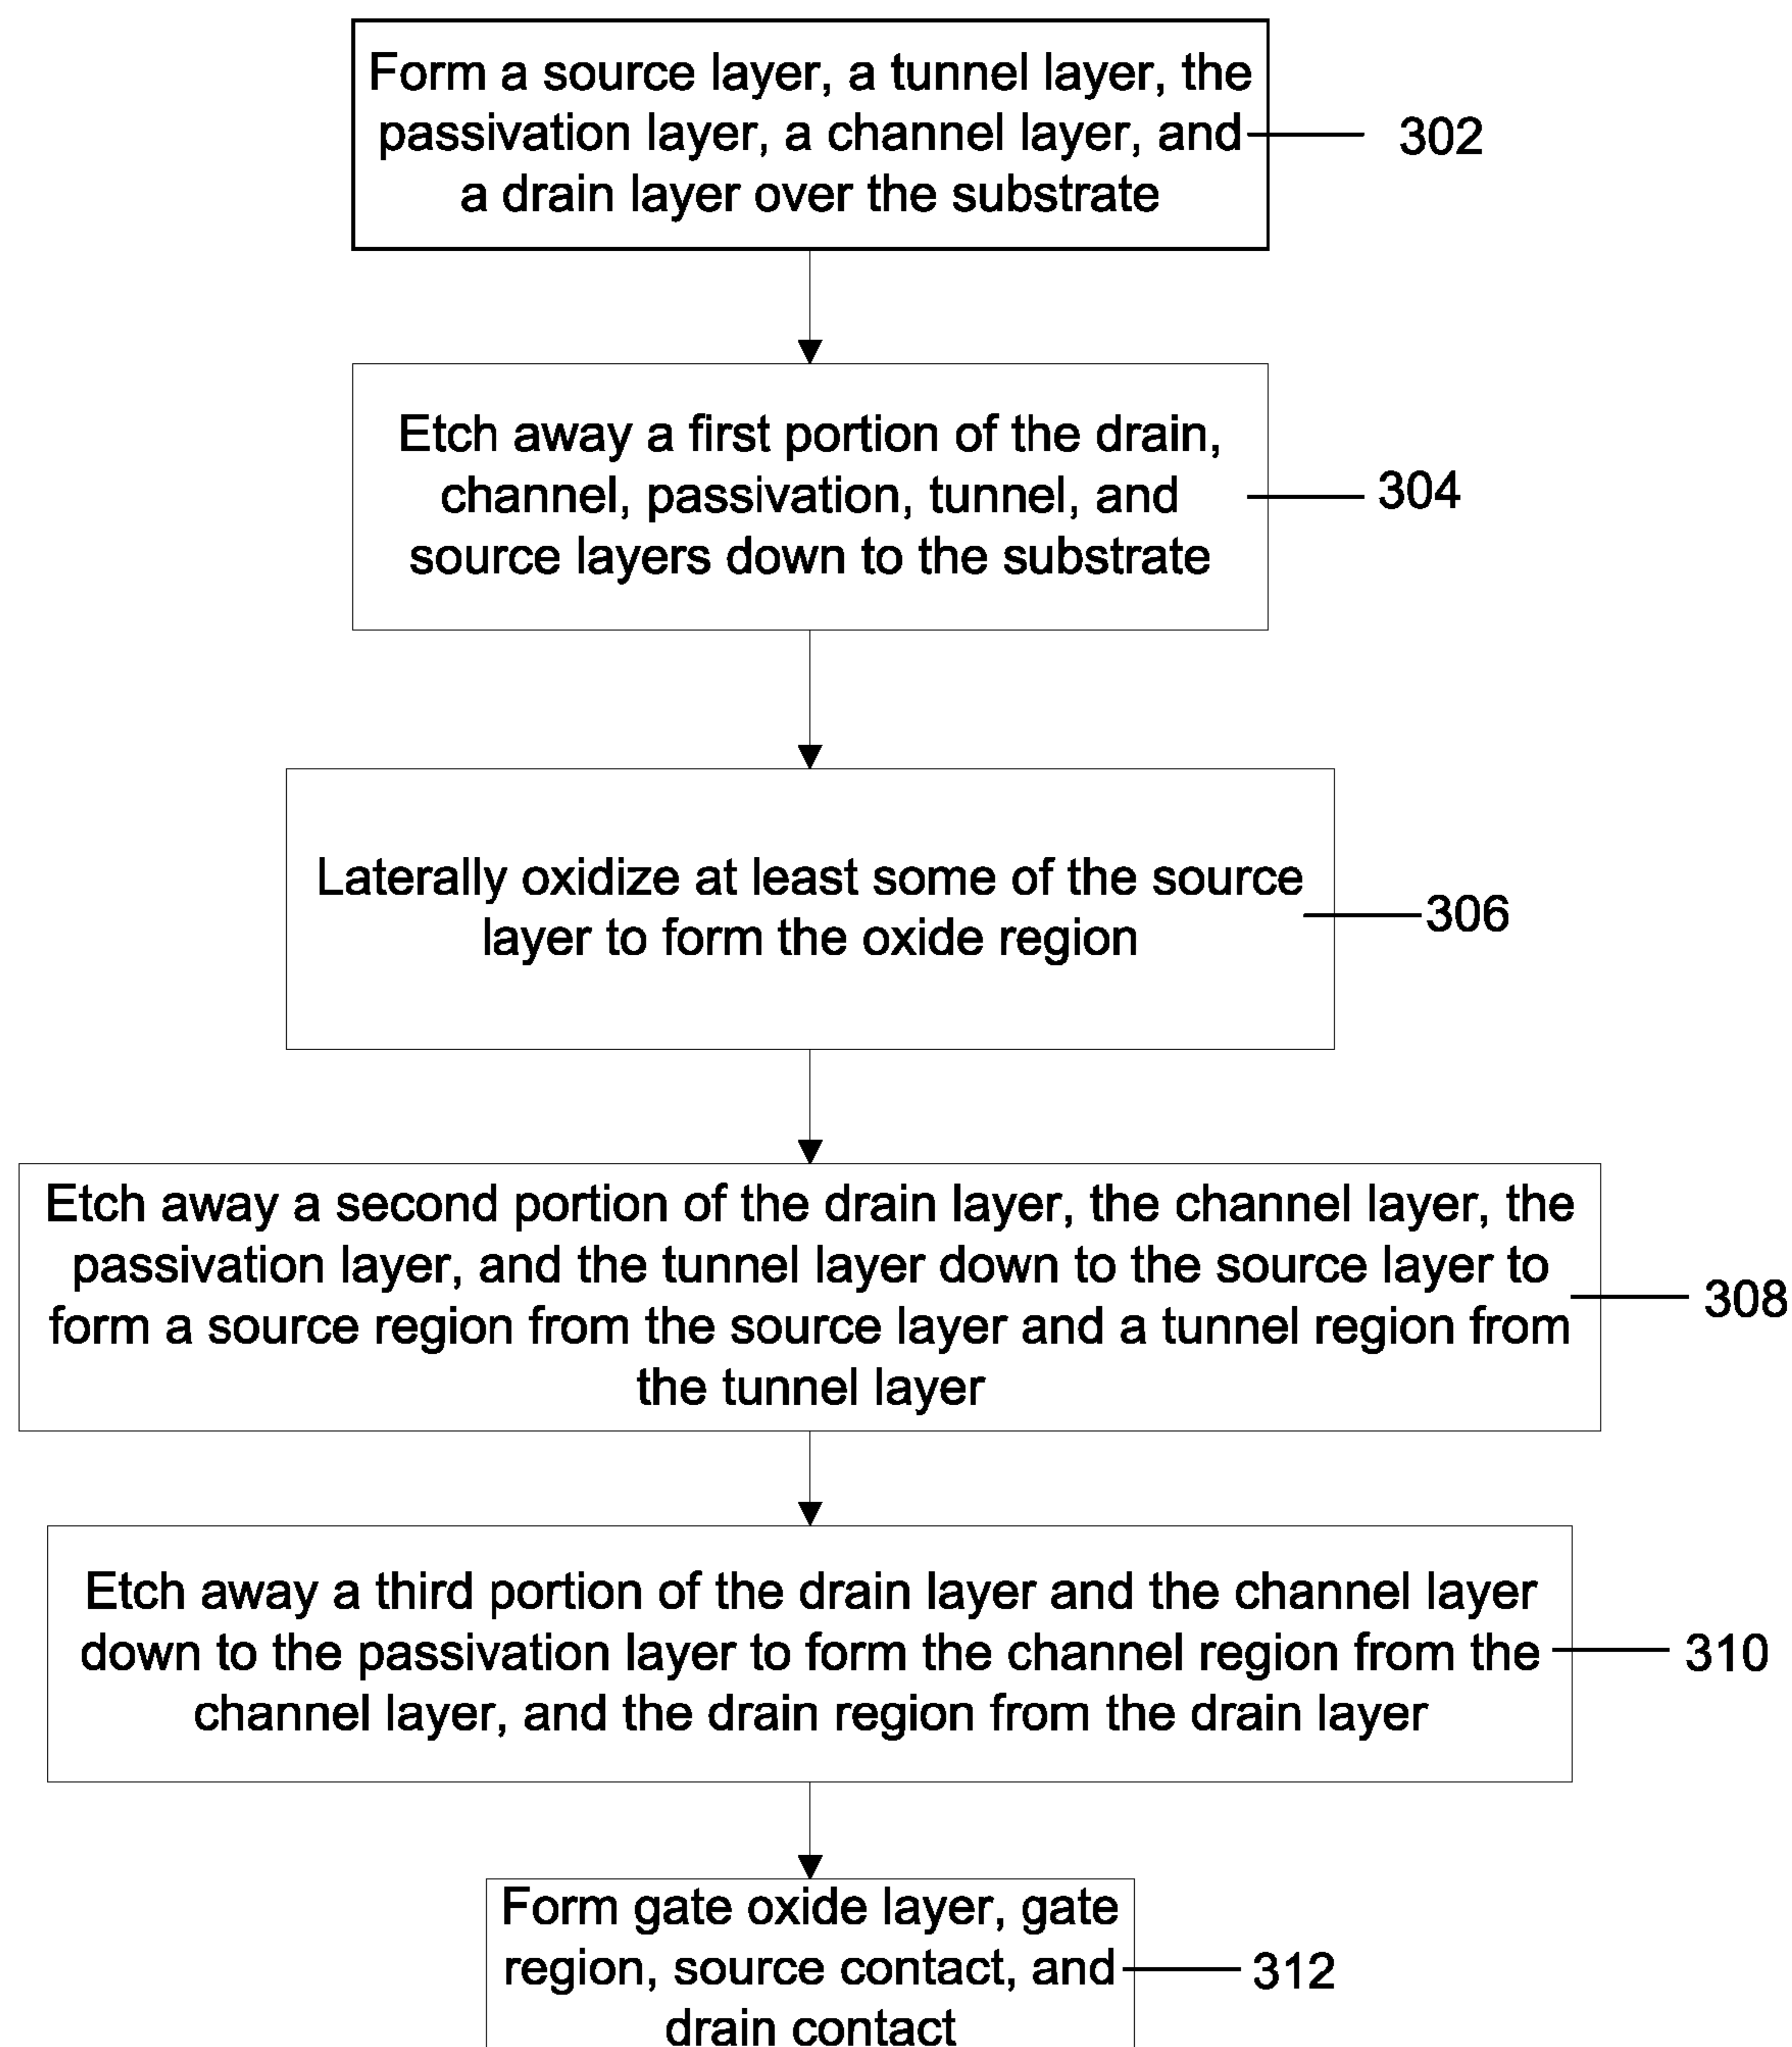 Form a source layer, a tunnel layer, the
passivation layer, a channel layer, and
a drain layer over the substrate
302
Etch away a first portion of the drain,
channel, passivation, tunnel, and
source layers down to the substrate
304
Laterally oxidize at least some of the source
layer to form the oxide region
306
Etch away a second portion of the drain layer, the channel layer, the
passivation layer, and the tunnel layer down to the source layer to
form a source region from the source layer and a tunnel region from
the tunnel layer
308
Etch away a third portion of the drain layer and the channel layer
down to the passivation layer to form the channel region from the
channel layer, and the drain region from the drain layer
310
Form gate oxide layer, gate
region, source contact, and
drain contact
312